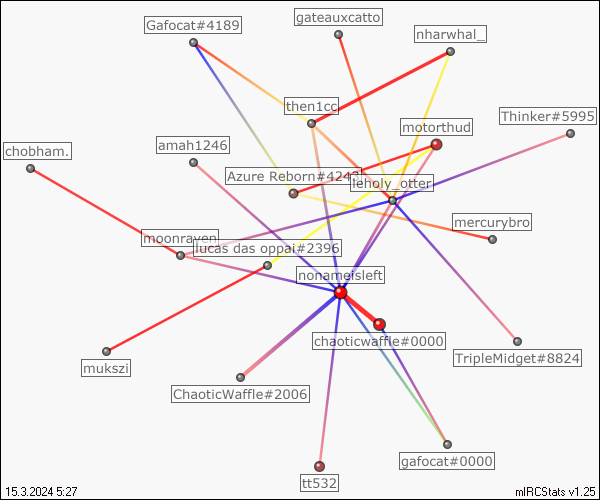 gateauxcatto
Gafocat#4189
nharwhal_
then1cc
Thinker#5995
motorthud
amah1246
chobham.
Azure Reborn#4243
leholy_otter
mercurybro
moonraven
lucas das oppai#2396
nonameisleft
chaoticwaffle#0000
TripleMidget#8824
mukszi
ChaoticWaffle#2006
gafocat#0000
tt532
15.3.2024 5:27
mIRCStats v1.25